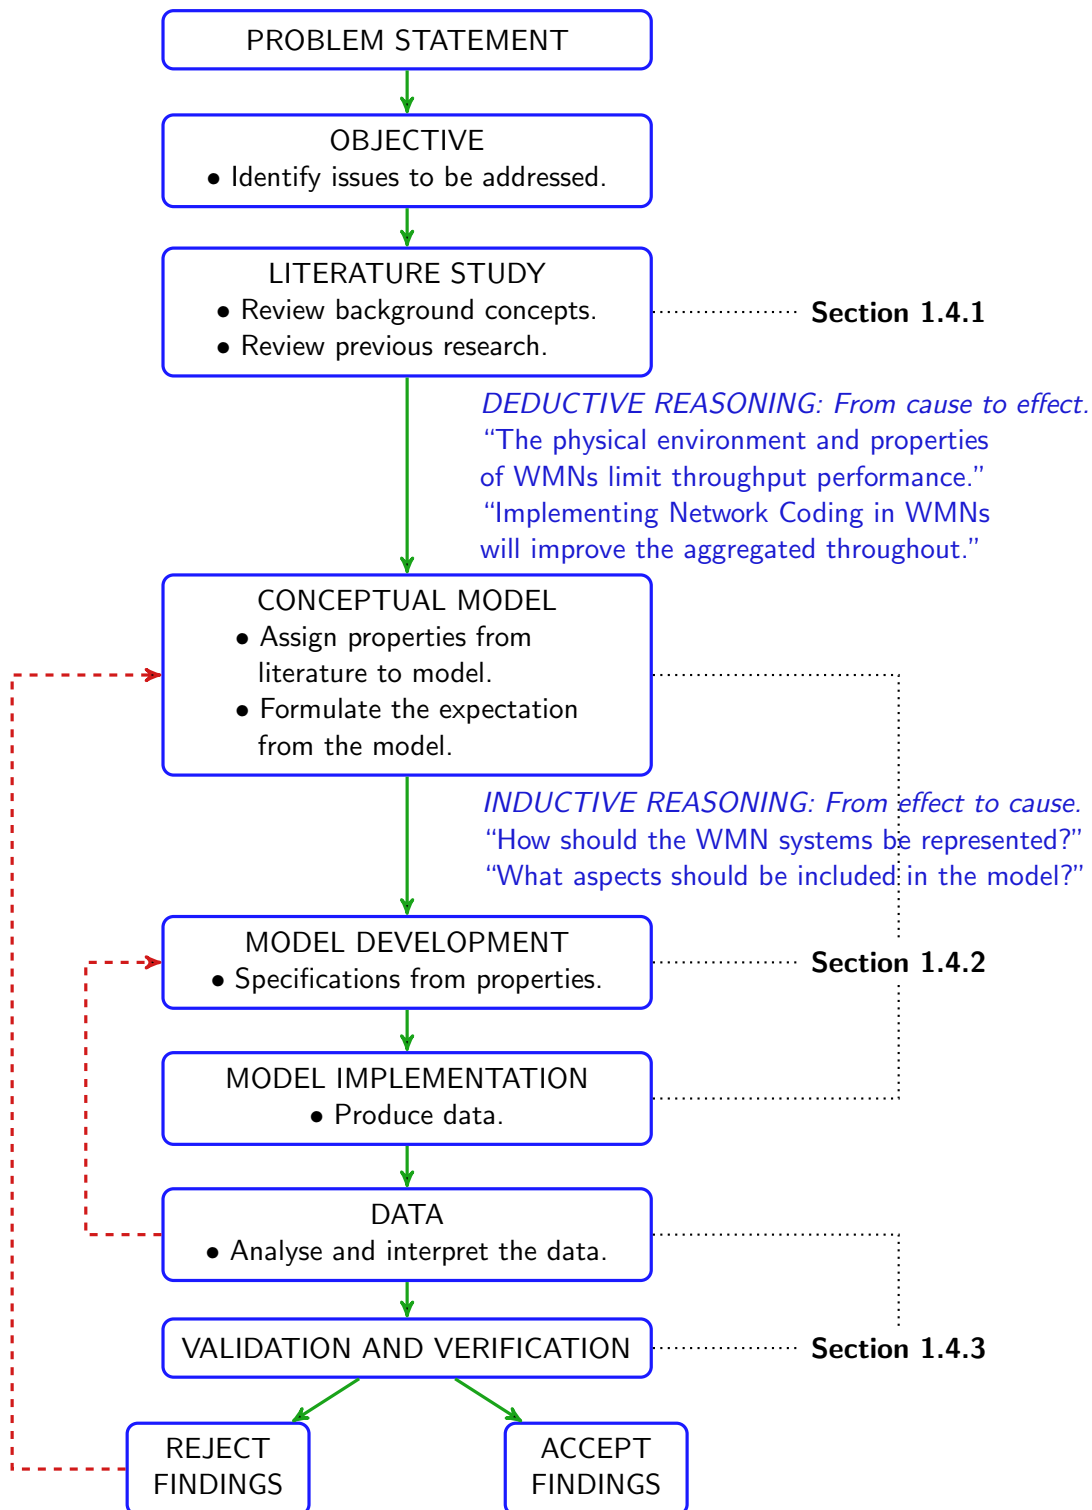 PROBLEM STATEMENT
OBJECTIVE
• Identify issues to be addressed.
LITERATURE STUDY
• Review background concepts.
• Review previous research.
Section 1.4.1
DEDUCTIVE REASONING: From cause to effect.
“The physical environment and properties
of WMNs limit throughput performance.”
“Implementing Network Coding in WMNs
will improve the aggregated throughout.”
CONCEPTUAL MODEL
• Assign properties from
literature to model.
• Formulate the expectation
from the model.
INDUCTIVE REASONING: From effect to cause.
“How should the WMN systems be represented?”
“What aspects should be included in the model?”
MODEL DEVELOPMENT
• Specifications from properties.
Section 1.4.2
MODEL IMPLEMENTATION
• Produce data.
DATA
• Analyse and interpret the data.
VALIDATION AND VERIFICATION
Section 1.4.3
REJECT
FINDINGS
ACCEPT
FINDINGS